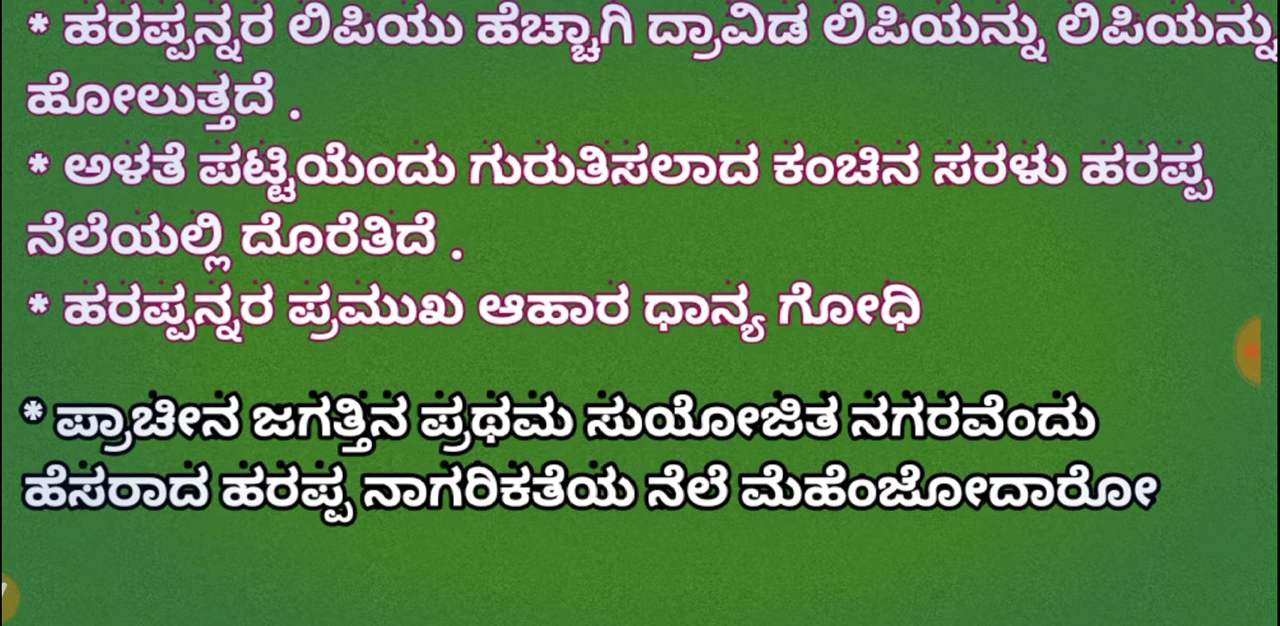 * ಹರಪ್ಪನ್ನರ ಲಿಪಿಯು ಹೆಚ್ಚಾಗಿ ದ್ರಾವಿಡ ಲಿಪಿಯನ್ನು ಲಿಪಿಯನ್ನು
ಹೋಲುತ್ತದೆ .
* ಅಳತೆ ಪಟ್ಟಿಯೆಂದು ಗುರುತಿಸಲಾದ ಕಂಚಿನ ಸರಳು ಹರಪ್ಪ
ನೆಲೆಯಲ್ಲಿ ದೊರೆತಿದೆ .
* ಹರಪ್ಪನ್ನರ ಪ್ರಮುಖ ಆಹಾರ ಧಾನ್ಯ ಗೋಧಿ
* ಪ್ರಾಚೀನ ಜಗತ್ತಿನ ಪ್ರಥಮ ಸುಯೋಜಿತ ನಗರವೆಂದು
ಹೆಸರಾದ ಹರಪ್ಪ ನಾಗರಿಕತೆಯ ನೆಲೆ ಮೆಹೆಂಜೋದಾರೋ